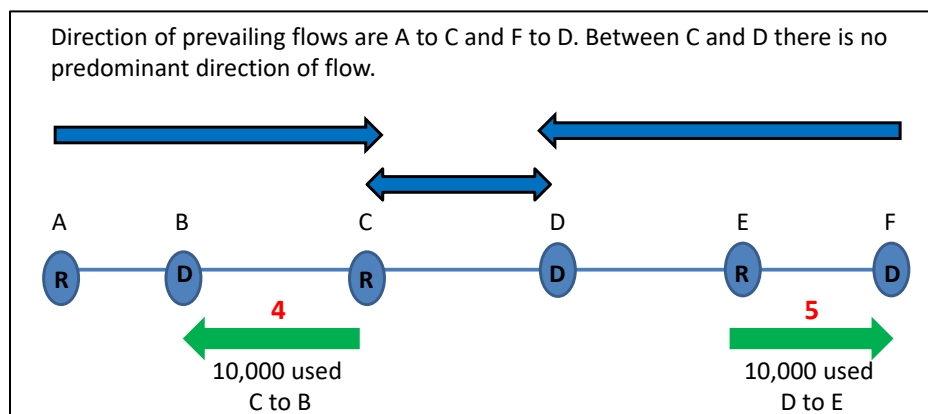 Direction of prevailing flows are A to C and F to D. Between C and D there is no
predominant direction of flow.
A B C D E F
R D R D R D
4 5
10,000 used 10,000 used
C to B D to E